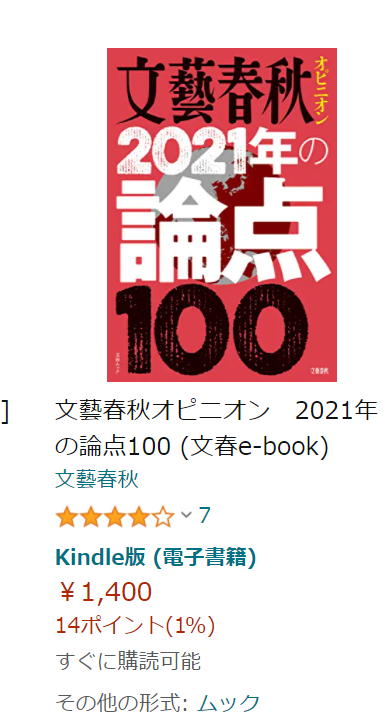 文藝春秋
オピニオン
2021年の
論点
100
文春ムック
文藝春秋
]
文藝春秋オピニオン　2021年
の論点100 (文春e-book)
文藝春秋
7
Kindle版 (電子書籍)
￥1,400
14ポイント(1%)
すぐに購読可能
その他の形式: ムック